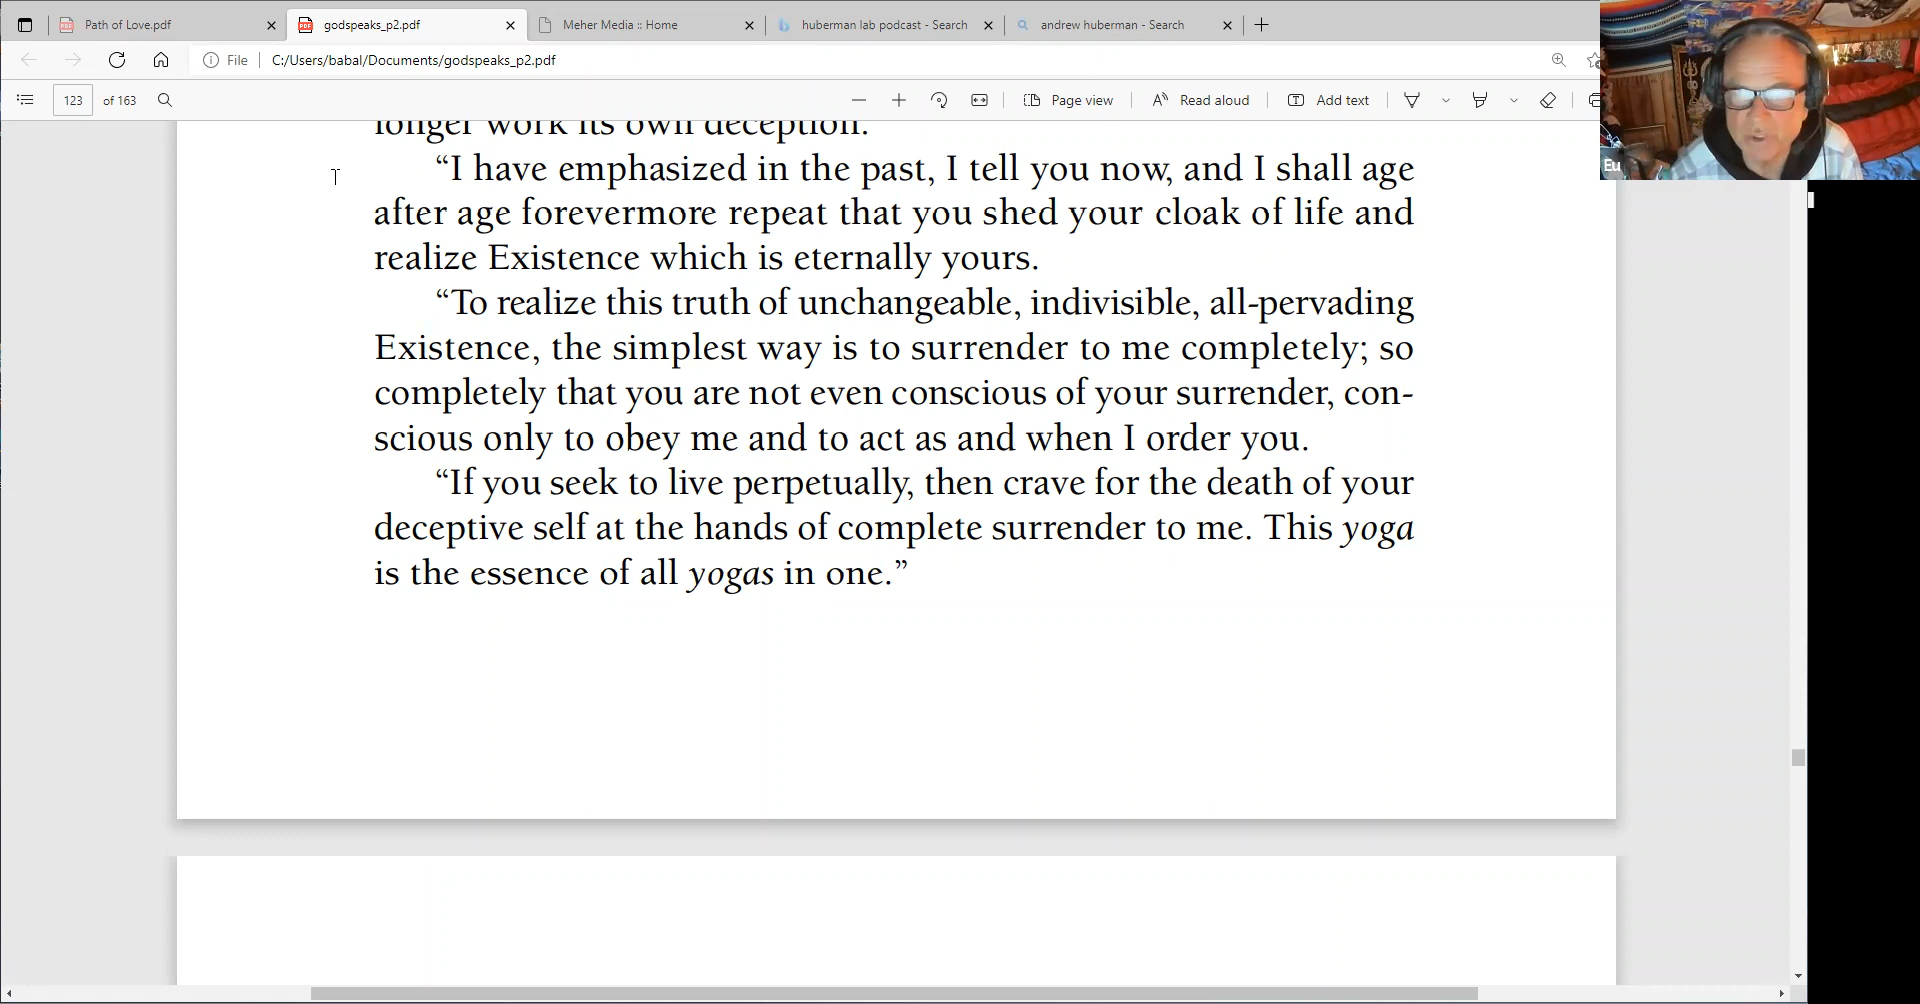 Path of Love.pdf
godspeaks_p2.pdf
Meher Media :: Home
huberman lab podcast - Search
andrew huberman - Search
File
C:/Users/babal/Documents/godspeaks_p2.pdf
123 of 163
Page view
Read aloud
Add text
longer work its own deception.
“I have emphasized in the past, I tell you now, and I shall age
after age forevermore repeat that you shed your cloak of life and
realize Existence which is eternally yours.
“To realize this truth of unchangeable, indivisible, all-pervading
Existence, the simplest way is to surrender to me completely; so
completely that you are not even conscious of your surrender, con-
scious only to obey me and to act as and when I order you.
“If you seek to live perpetually, then crave for the death of your
deceptive self at the hands of complete surrender to me. This yoga
is the essence of all yogas in one.”
Eu